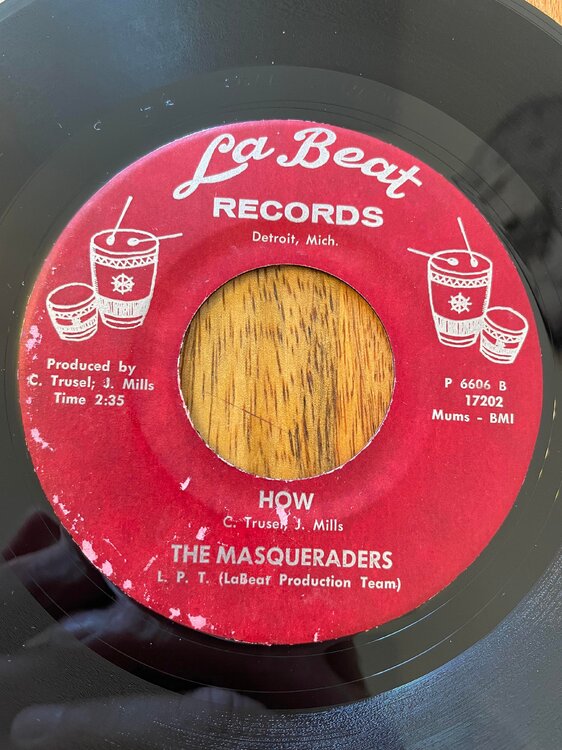 La Beat
RECORDS
Detroit, Mich.
Produced by
C. Trusel; J. Mills
Time 2:35
P 6606 B
17202
Mums - BMI
HOW
C. Trusel, J. Mills
THE MASQUERADERS
L. P. T. (LaBeat Production Team)